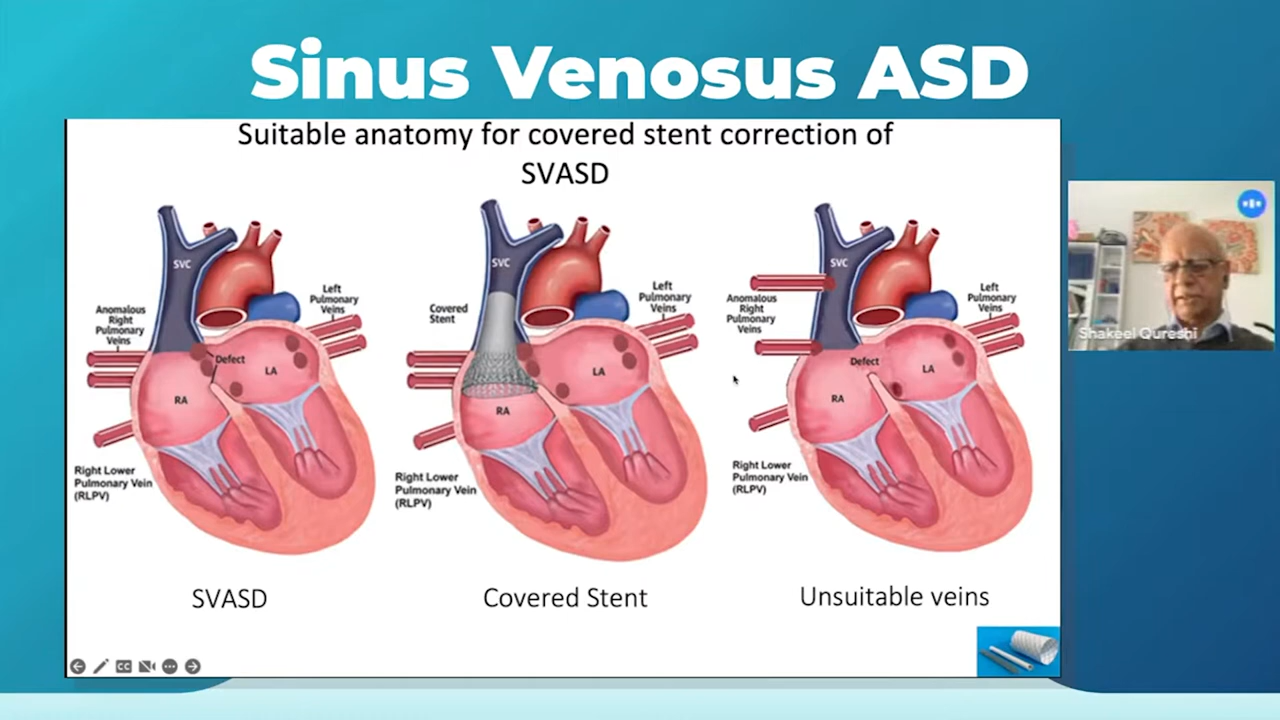 Sinus Venosus ASD
Suitable anatomy for covered stent correction of
SVASD
SVC
Anomalous
Right
Pulmonary
Veins
Left
Pulmonary
Veins
Defect
LA
RA
Right Lower
Pulmonary Vein
(RLPV)
SVASD
SVC
Covered
Stent
Left
Pulmonary
Veins
LA
RA
Right Lower
Pulmonary Vein
(RLPV)
Covered Stent
SVC
Anomalous
Right
Pulmonary
Veins
Left
Pulmonary
Veins
Defect
LA
RA
Right Lower
Pulmonary Vein
(RLPV)
Unsuitable veins
Shakeel Qureshi
CC